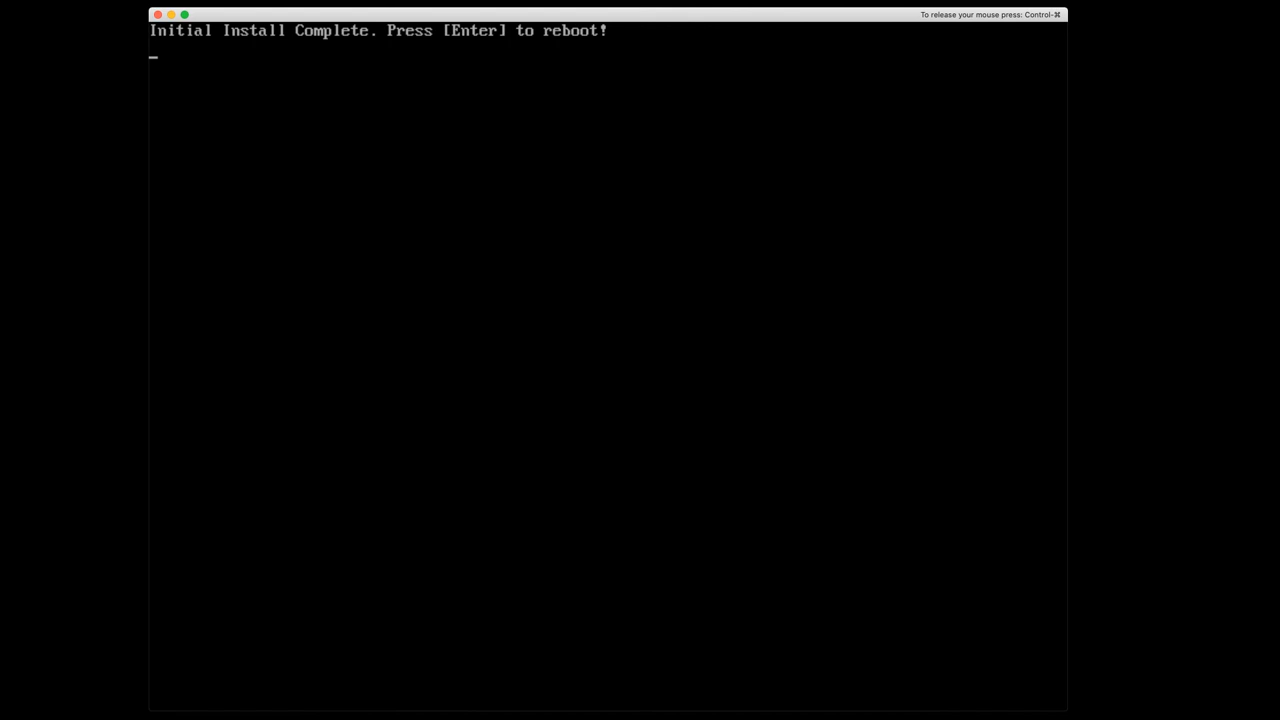 To release your mouse press: Control-⌘
Initial Install Complete. Press [Enter] to reboot!